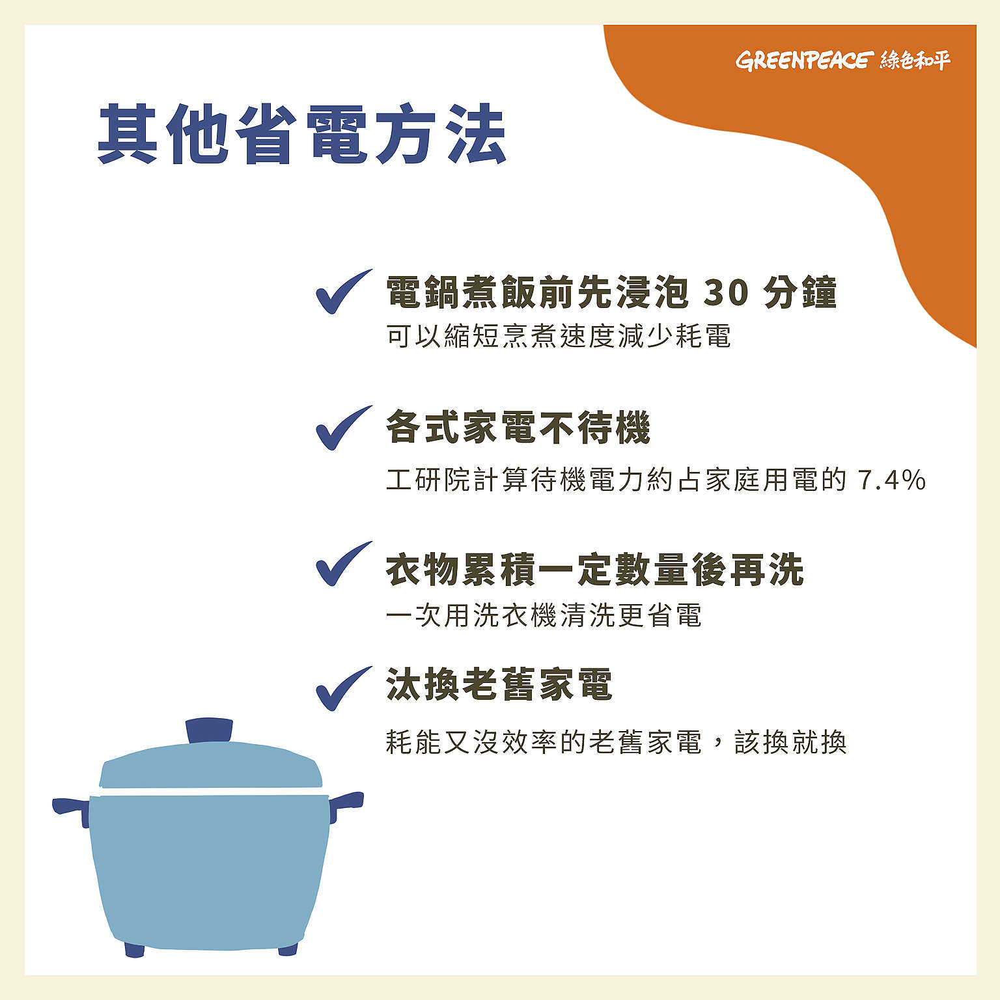 GREENPEACE 綠色和平
其他省電方法
電鍋煮飯前先浸泡 30 分鐘
可以縮短烹煮速度減少耗電
各式家電不待機
工研院計算待機電力約占家庭用電的 7.4%
衣物累積一定數量後再洗
一次用洗衣機清洗更省電
汰換老舊家電
耗能又沒效率的老舊家電，該換就換